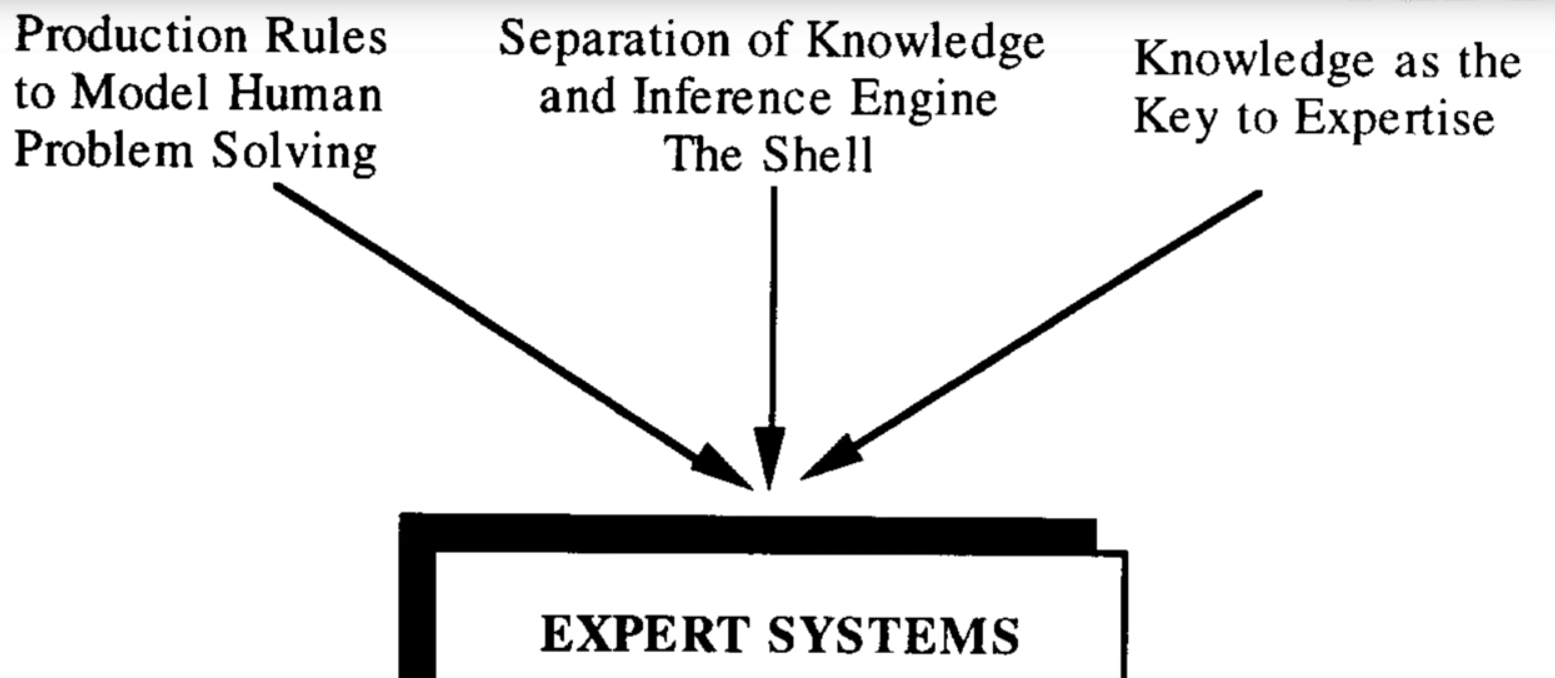 Production Rules
to Model Human
Problem Solving
Separation of Knowledge
and Inference Engine
The Shell
Knowledge as the
Key to Expertise
EXPERT SYSTEMS